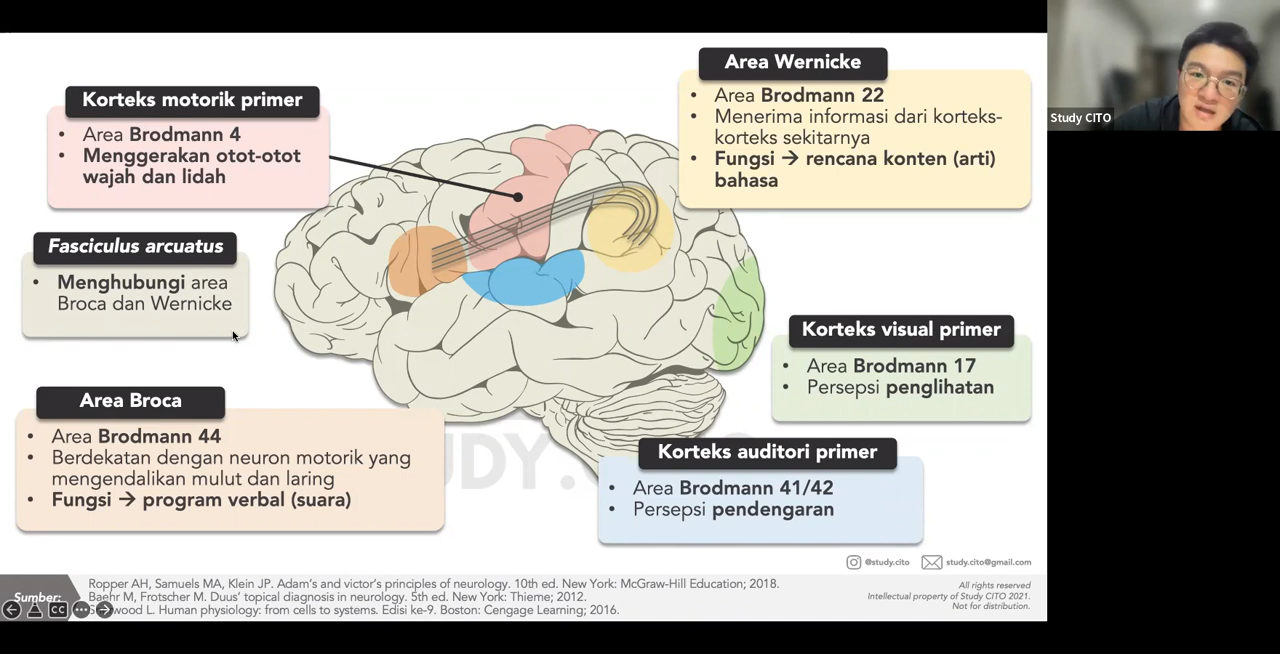 Korteks motorik primer
• Area Brodmann 4
• Menggerakan otot-otot
wajah dan lidah
Fasciculus arcuatus
• Menghubungi area
Broca dan Wernicke
Area Broca
• Area Brodmann 44
• Berdekatan dengan neuron motorik yang
mengendalikan mulut dan laring
• Fungsi → program verbal (suara)
Area Wernicke
• Area Brodmann 22
• Menerima informasi dari korteks-
korteks sekitarnya
• Fungsi → rencana konten (arti)
bahasa
Korteks visual primer
• Area Brodmann 17
• Persepsi penglihatan
Korteks auditori primer
• Area Brodmann 41/42
• Persepsi pendengaran
@study.cito study.cito@gmail.com
Sumber:
Ropper AH, Samuels MA, Klein JP. Adam's and victor's principles of neurology. 10th ed. New York: McGraw-Hill Education; 2018.
Baehr M, Frotscher M. Duus' topical diagnosis in neurology. 5th ed. New York: Thieme; 2012.
L. Human physiology: from cells to systems. Edisi ke-9. Boston: Cengage Learning; 2016.
All rights reserved
Intellectual property of Study CITO 2021.
Not for distribution.
CC
Study CITO